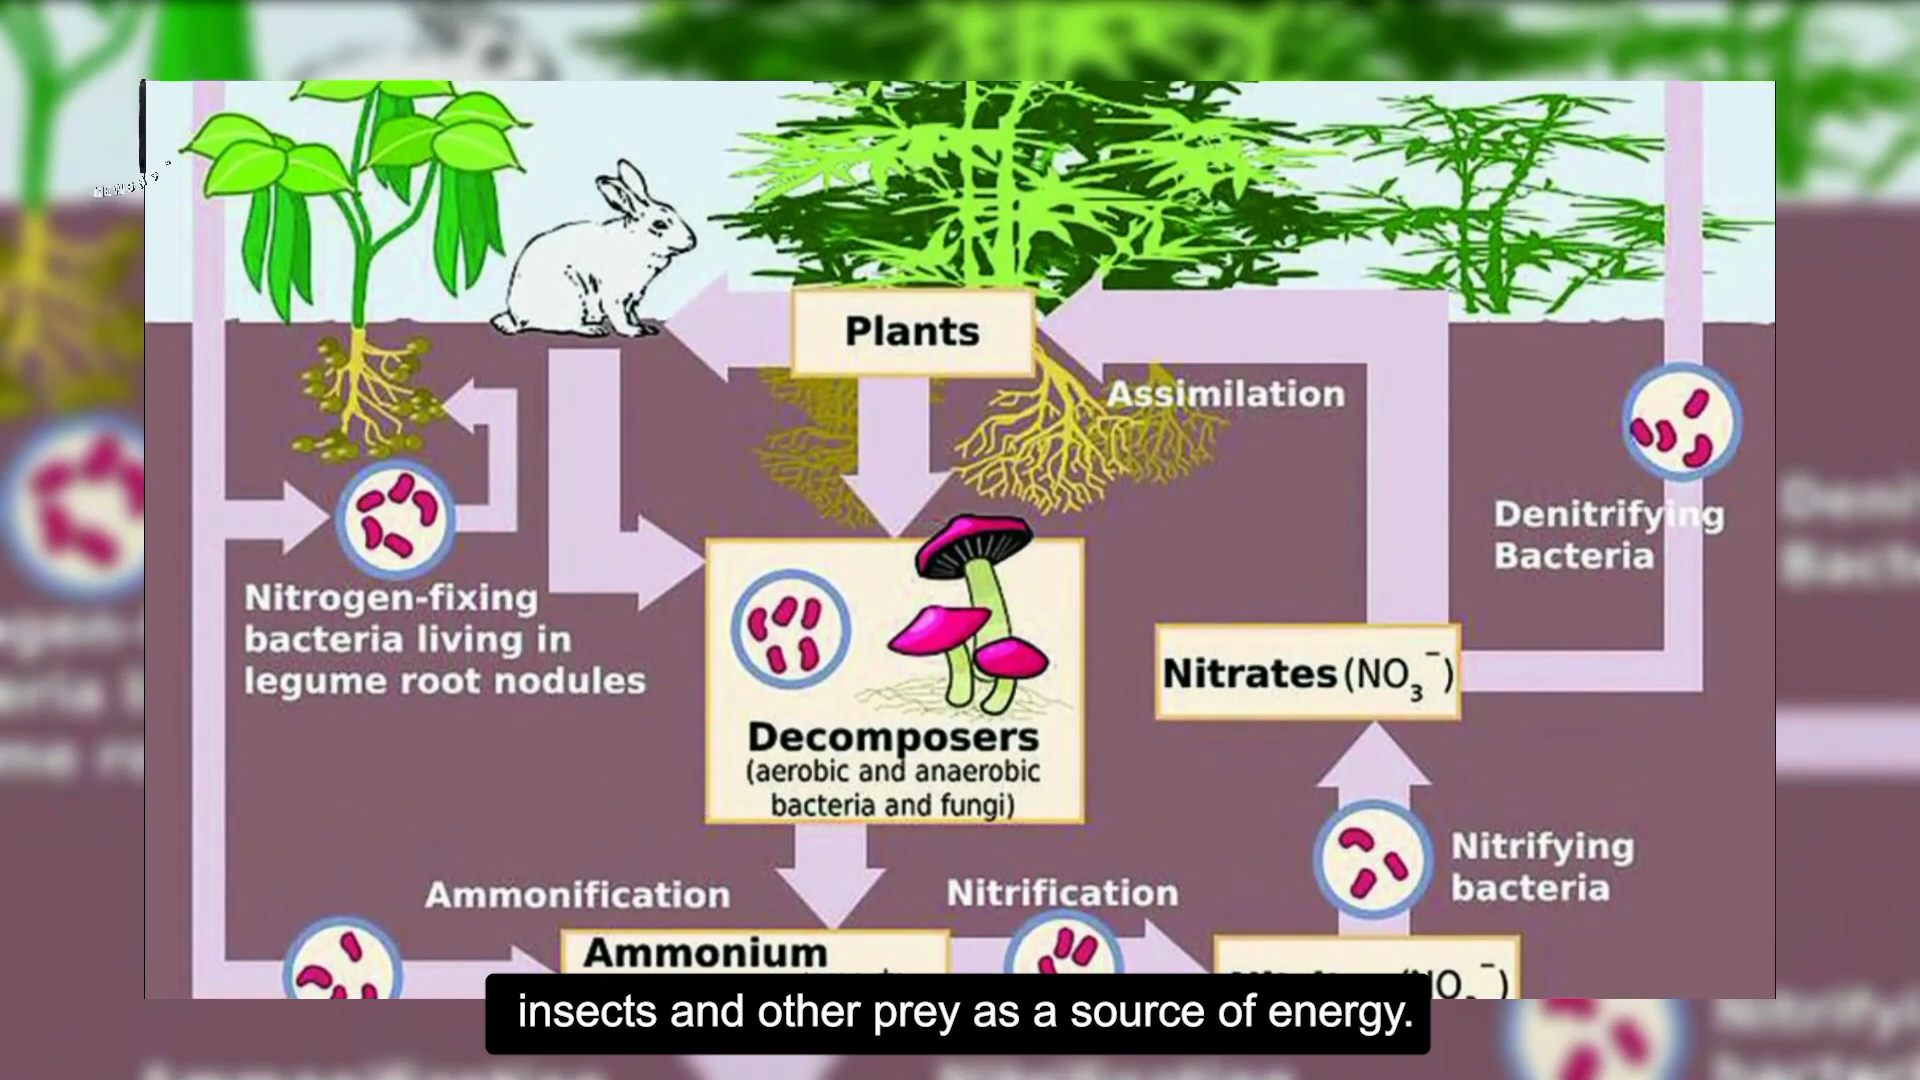 Plants
Assimilation
Denitrifying
Bacteria
Nitrogen-fixing
bacteria living in
legume root nodules
Nitrates (NO₃⁻)
Decomposers
(aerobic and anaerobic
bacteria and fungi)
Nitrifying
bacteria
Ammonification
Nitrification
Ammonium
insects and other prey as a source of energy.